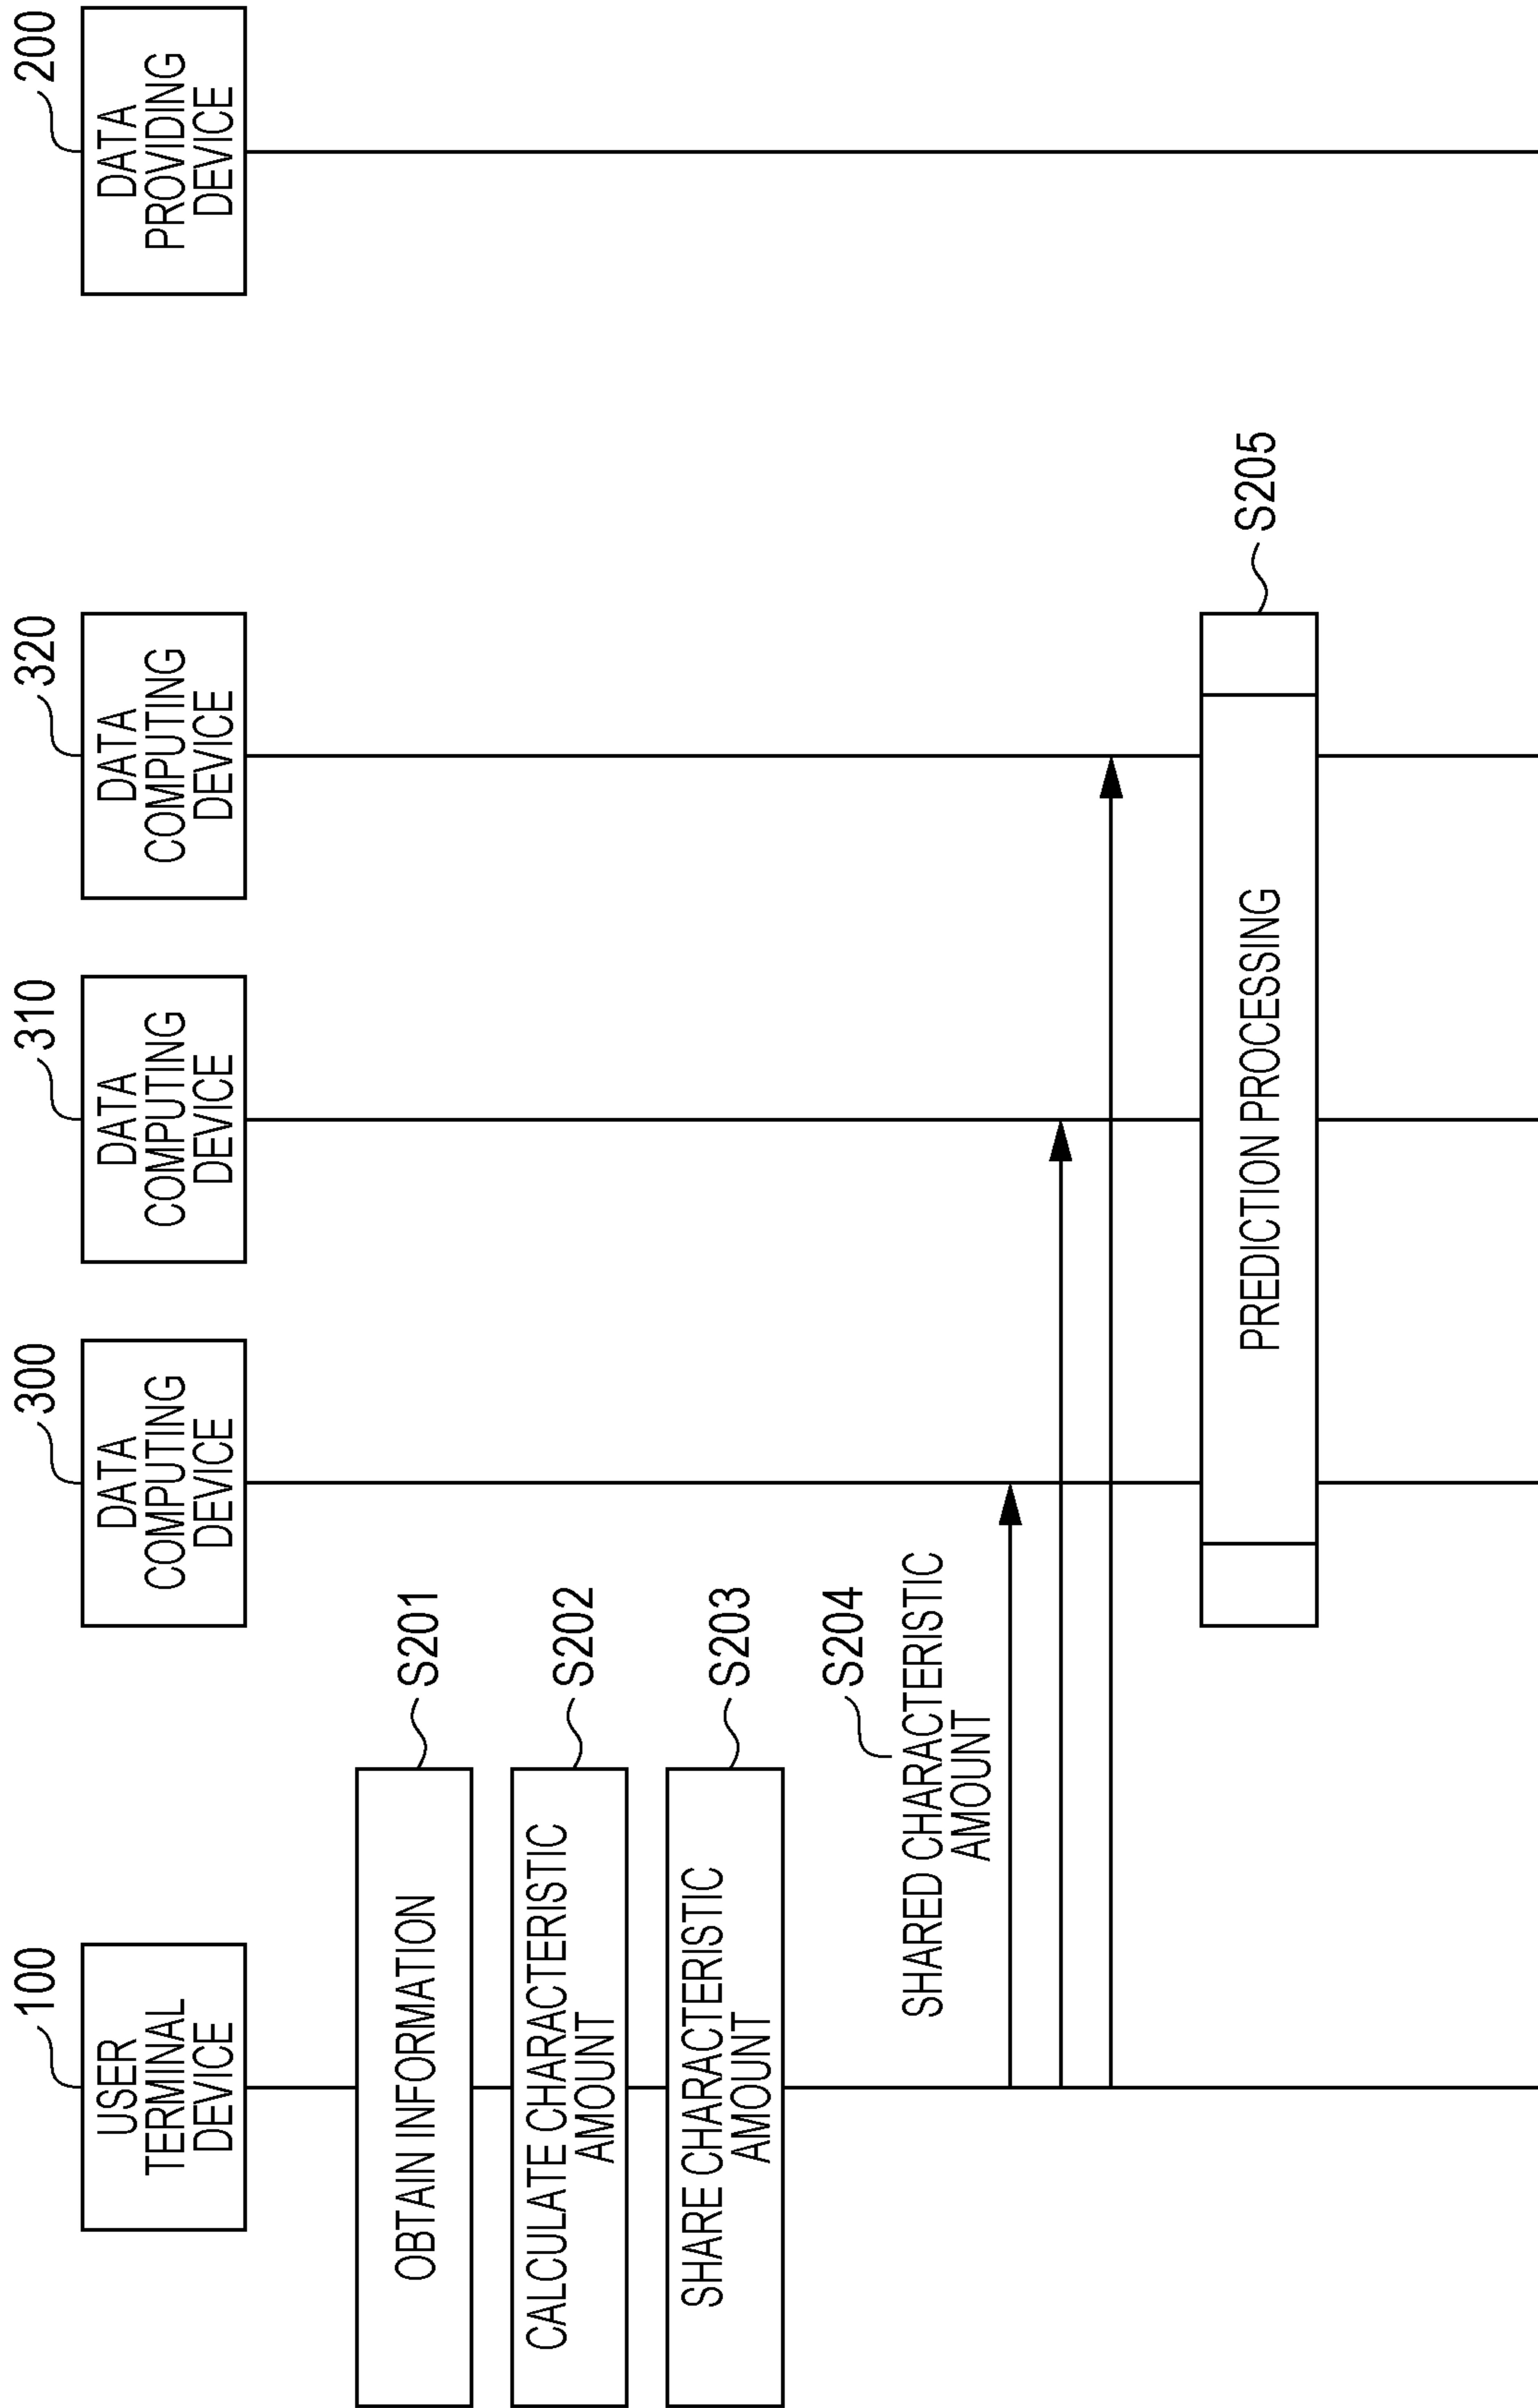 100
USER
TERMINAL
DEVICE
300
DATA
COMPUTING
DEVICE
310
DATA
COMPUTING
DEVICE
320
DATA
COMPUTING
DEVICE
200
DATA
PROVIDING
DEVICE
OBTAIN INFORMATION
S201
CALCULATE CHARACTERISTIC
AMOUNT
S202
SHARE CHARACTERISTIC
AMOUNT
S203
S204
SHARED CHARACTERISTIC
AMOUNT
PREDICTION PROCESSING
S205